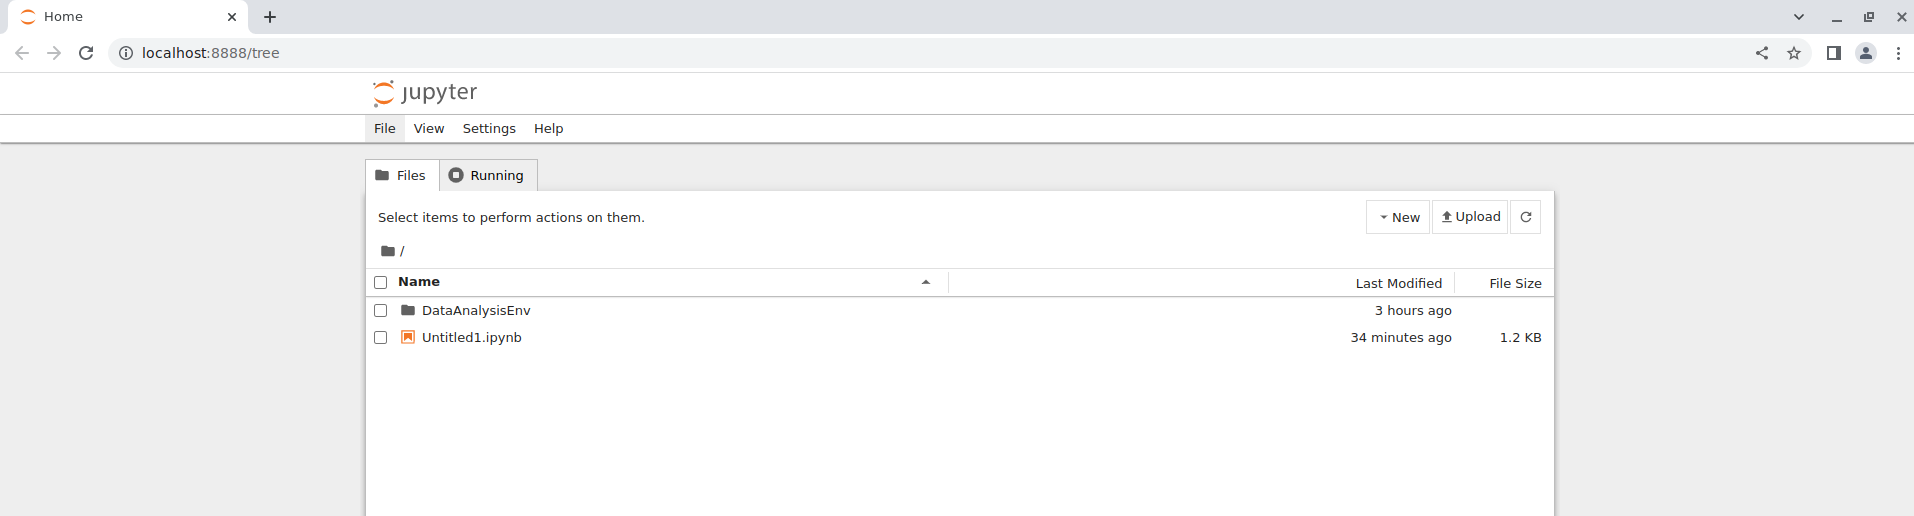 Home
localhost:8888/tree
jupyter
File View Settings Help
Files Running
Select items to perform actions on them. New Upload
/
Name Last Modified File Size
DataAnalysisEnv 3 hours ago
Untitled1.ipynb 34 minutes ago 1.2 KB